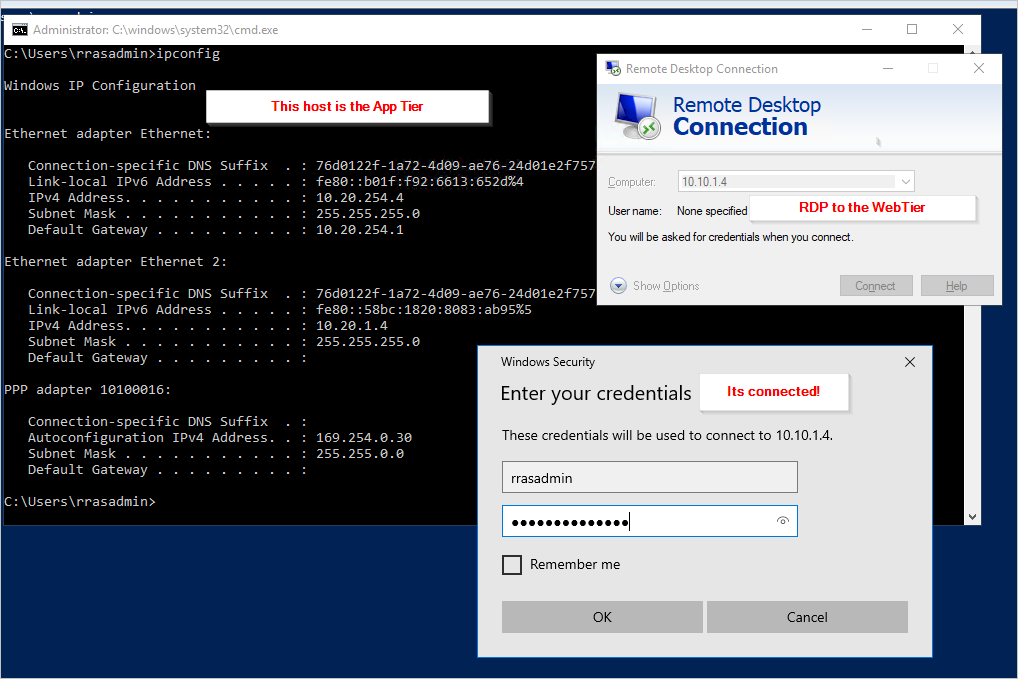 Administrator: C:\windows\system32\cmd.exe
C:\Users\rrasadmin>ipconfig
Windows IP Configuration
This host is the App Tier
Ethernet adapter Ethernet:
Connection-specific DNS Suffix  . : 76d0122f-1a72-4d09-ae76-24d01e2f757
Link-local IPv6 Address . . . . . : fe80::b01f:f92:6613:652d%4
IPv4 Address. . . . . . . . . . . : 10.20.254.4
Subnet Mask . . . . . . . . . . . : 255.255.255.0
Default Gateway . . . . . . . . . : 10.20.254.1
Ethernet adapter Ethernet 2:
Connection-specific DNS Suffix  . : 76d0122f-1a72-4d09-ae76-24d01e2f757
Link-local IPv6 Address . . . . . : fe80::58bc:1820:8083:ab95%5
IPv4 Address. . . . . . . . . . . : 10.20.1.4
Subnet Mask . . . . . . . . . . . : 255.255.255.0
Default Gateway . . . . . . . . . :
PPP adapter 10100016:
Connection-specific DNS Suffix  . :
Autoconfiguration IPv4 Address. . : 169.254.0.30
Subnet Mask . . . . . . . . . . . : 255.255.0.0
Default Gateway . . . . . . . . . :
C:\Users\rrasadmin>
Remote Desktop Connection
Remote Desktop
Connection
Computer: 10.10.1.4
User name: None specified
RDP to the WebTier
You will be asked for credentials when you connect.
Show Options
Connect
Help
Windows Security
Enter your credentials
Its connected!
These credentials will be used to connect to 10.10.1.4.
rrasadmin
Remember me
OK
Cancel